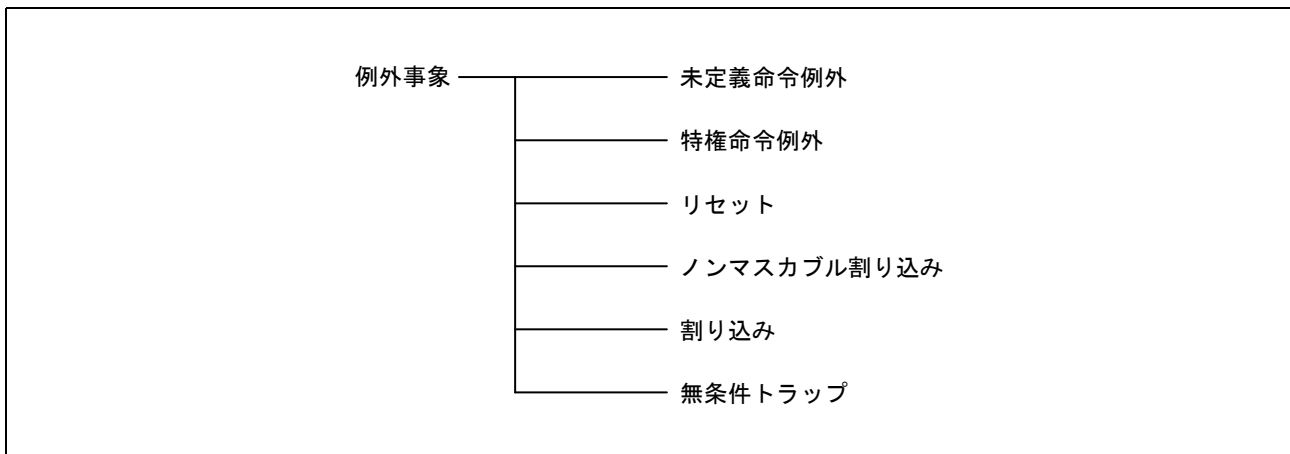 例外事象
未定義命令例外
特権命令例外
リセット
ノンマスカブル割り込み
割り込み
無条件トラップ